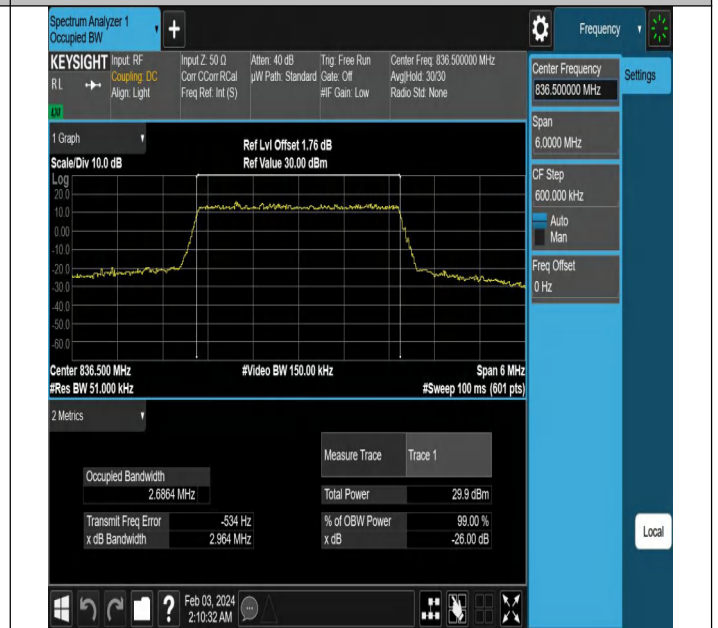 Spectrum Analyzer 1
Occupied BW
+
Frequency
KEYSIGHT
R L
LXI
Input: RF
Coupling: DC
Align: Light
Input Z: 50 Ω
Corr CCorr RCal
Freq Ref: Int (S)
Atten: 40 dB
µW Path: Standard
Trig: Free Run
Gate: Off
#IF Gain: Low
Center Freq: 836.500000 MHz
Avg|Hold: 30/30
Radio Std: None
Center Frequency
836.500000 MHz
Settings
Span
6.0000 MHz
CF Step
600.000 kHz
Auto
Man
Freq Offset
0 Hz
Local
1 Graph
Scale/Div 10.0 dB
Ref Lvl Offset 1.76 dB
Ref Value 30.00 dBm
Log
20.0
10.0
0.00
-10.0
-20.0
-30.0
-40.0
-50.0
-60.0
Center 836.500 MHz
#Video BW 150.00 kHz
Span 6 MHz
#Res BW 51.000 kHz
#Sweep 100 ms (601 pts)
2 Metrics
Measure Trace
Trace 1
Occupied Bandwidth
2.6864 MHz
Total Power
29.9 dBm
Transmit Freq Error
-534 Hz
% of OBW Power
99.00 %
x dB Bandwidth
2.964 MHz
x dB
-26.00 dB
?
Feb 03, 2024
2:10:32 AM